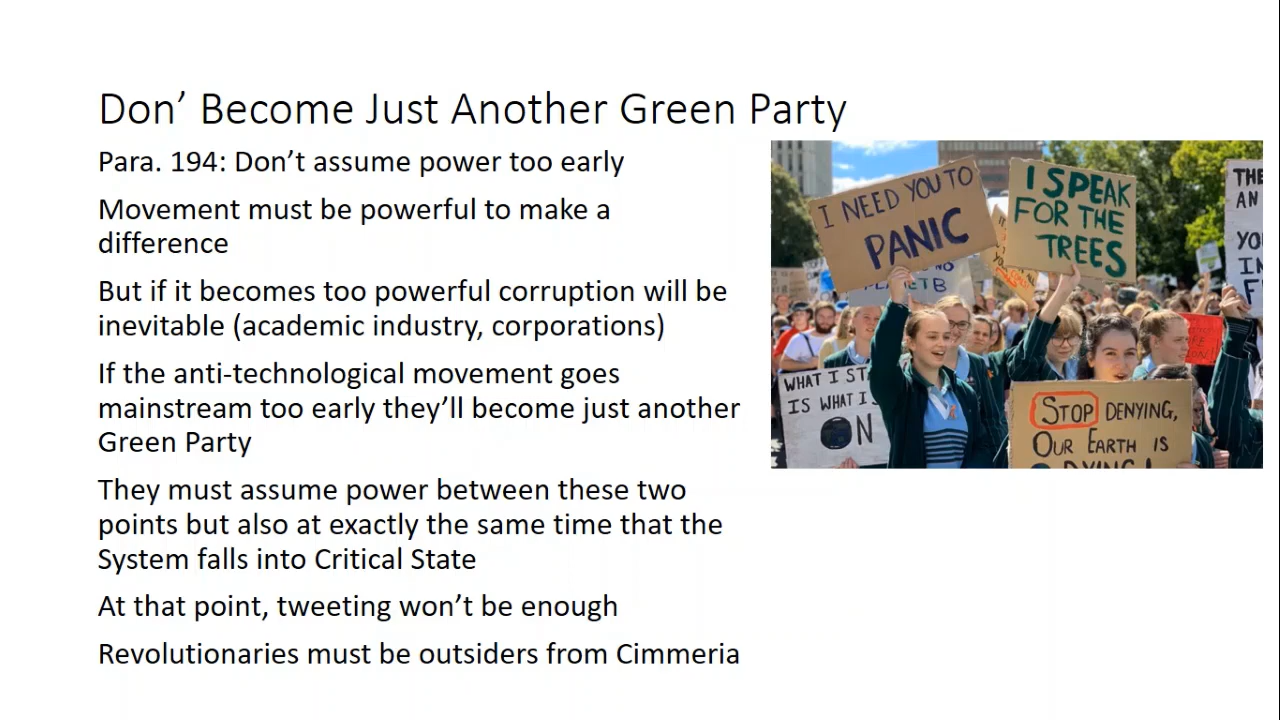 Don’ Become Just Another Green Party
Para. 194: Don’t assume power too early
Movement must be powerful to make a
difference
But if it becomes too powerful corruption will be
inevitable (academic industry, corporations)
If the anti-technological movement goes
mainstream too early they’ll become just another
Green Party
They must assume power between these two
points but also at exactly the same time that the
System falls into Critical State
At that point, tweeting won’t be enough
Revolutionaries must be outsiders from Cimmeria
I NEED YOU TO
PANIC
I SPEAK
FOR THE
TREES
WHAT I
IS WHAT
STOP DENYING,
OUR EARTH IS